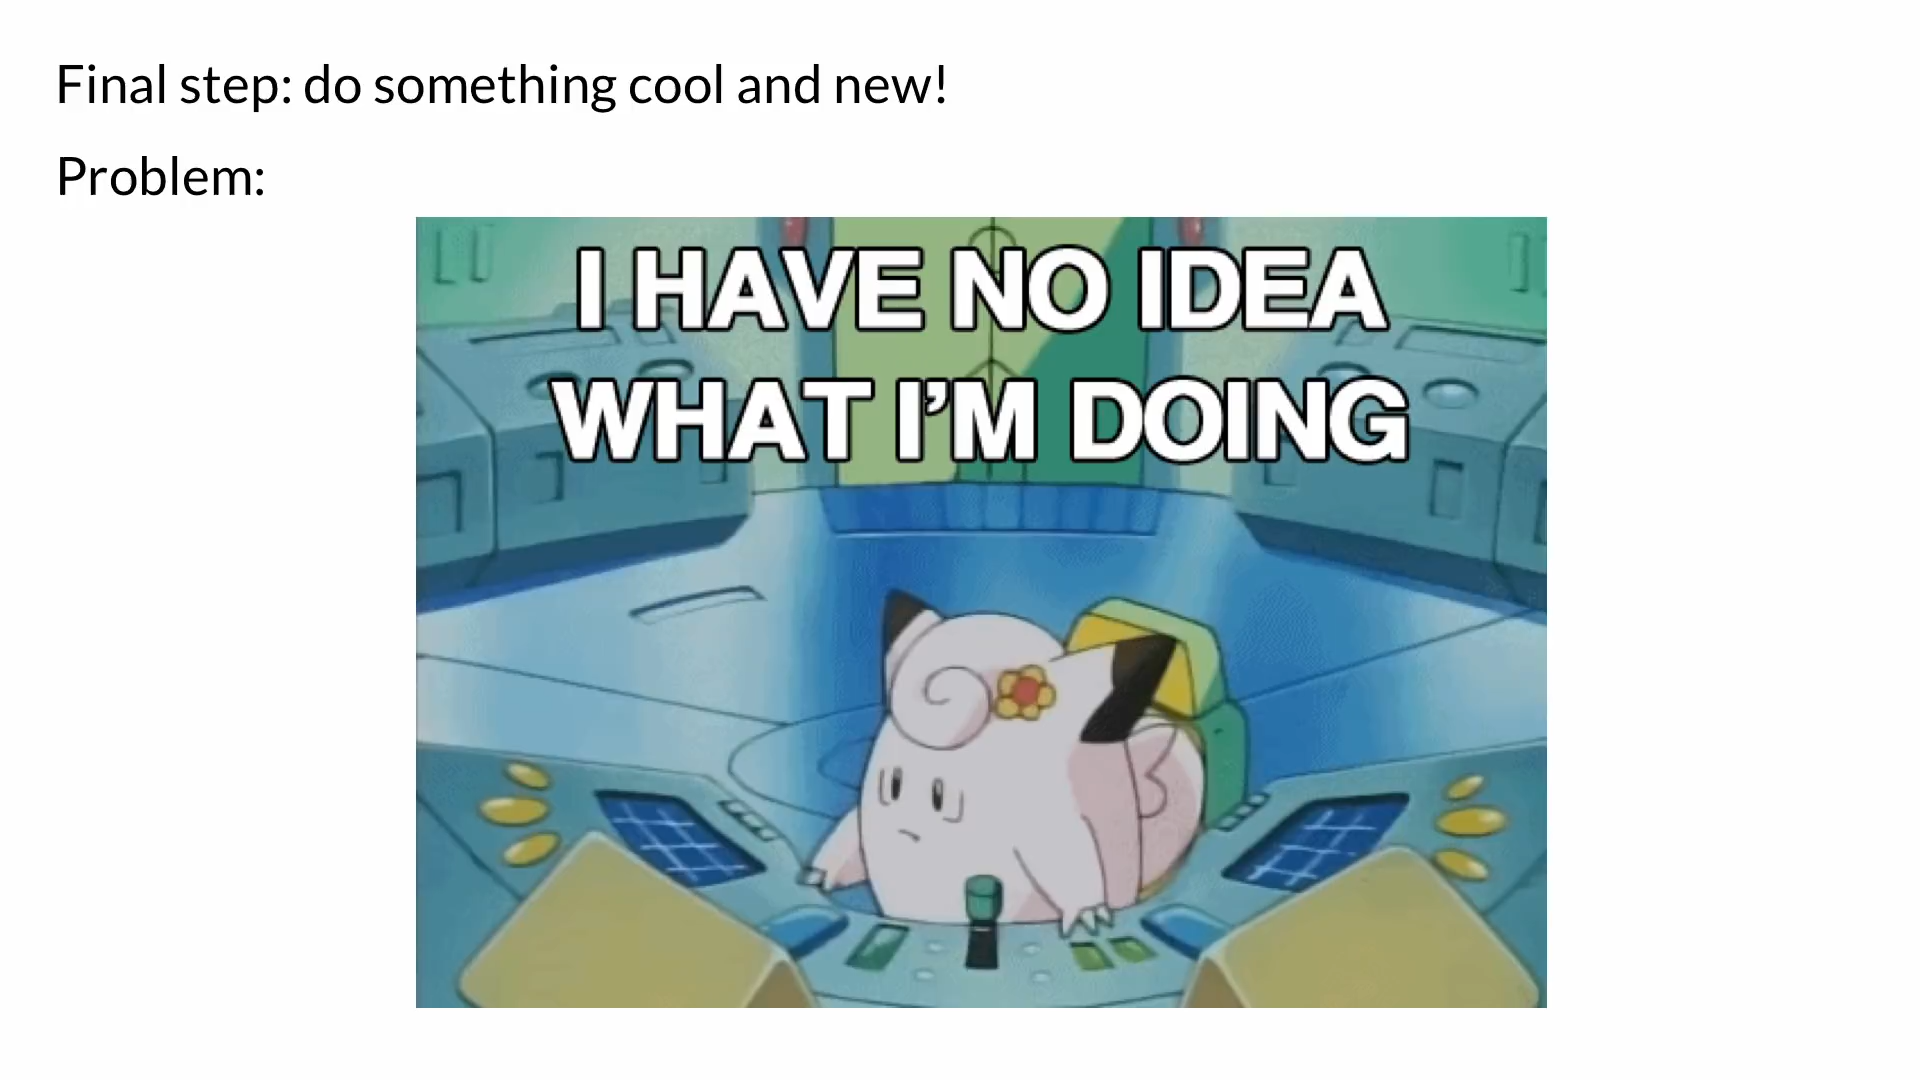 Final step: do something cool and new!
Problem:
I HAVE NO IDEA
WHAT I'M DOING